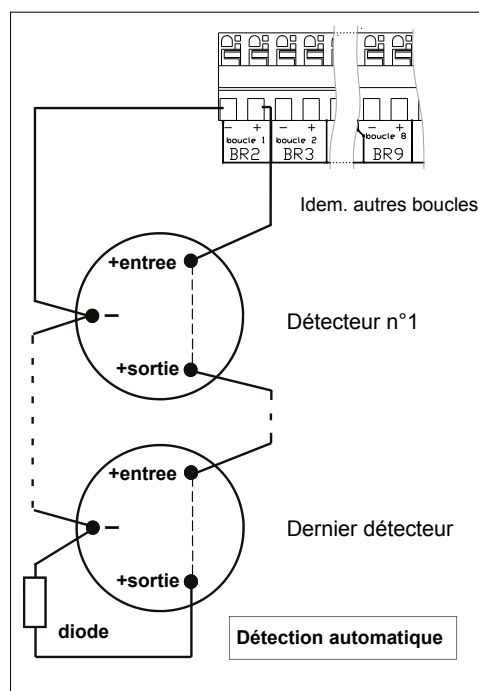 – + – + – +
boucle 1 boucle 2 boucle 8
BR2 BR3 BR9
Idem. autres boucles
+entree
–
Détecteur n°1
+sortie
+entree
–
Dernier détecteur
+sortie
diode
Détection automatique